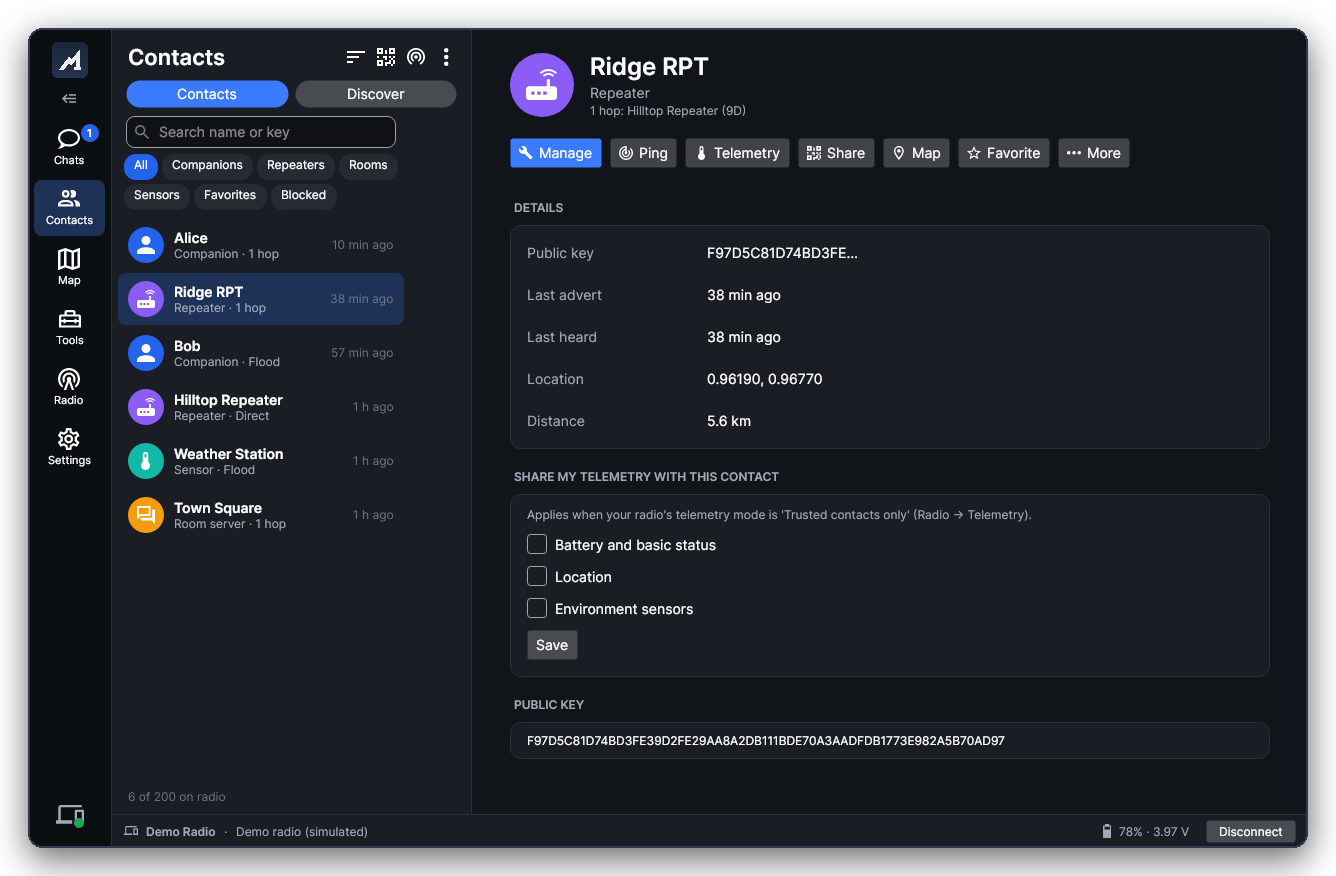 Contacts
Contacts
Discover
Search name or key
All
Companions
Repeaters
Rooms
Sensors
Favorites
Blocked
1
Chats
Contacts
Map
Tools
Radio
Settings
Alice
10 min ago
Companion · 1 hop
Ridge RPT
38 min ago
Repeater · 1 hop
Bob
57 min ago
Companion · Flood
Hilltop Repeater
1 h ago
Repeater · Direct
Weather Station
1 h ago
Sensor · Flood
Town Square
1 h ago
Room server · 1 hop
6 of 200 on radio
Ridge RPT
Repeater
1 hop: Hilltop Repeater (9D)
Manage
Ping
Telemetry
Share
Map
Favorite
More
DETAILS
Public key
F97D5C81D74BD3FE...
Last advert
38 min ago
Last heard
38 min ago
Location
0.96190, 0.96770
Distance
5.6 km
SHARE MY TELEMETRY WITH THIS CONTACT
Applies when your radio's telemetry mode is 'Trusted contacts only' (Radio → Telemetry).
Battery and basic status
Location
Environment sensors
Save
PUBLIC KEY
F97D5C81D74BD3FE39D2FE29AA8A2DB111BDE70A3AADFDB1773E982A5B70AD97
Demo Radio · Demo radio (simulated)
78% · 3.97 V
Disconnect